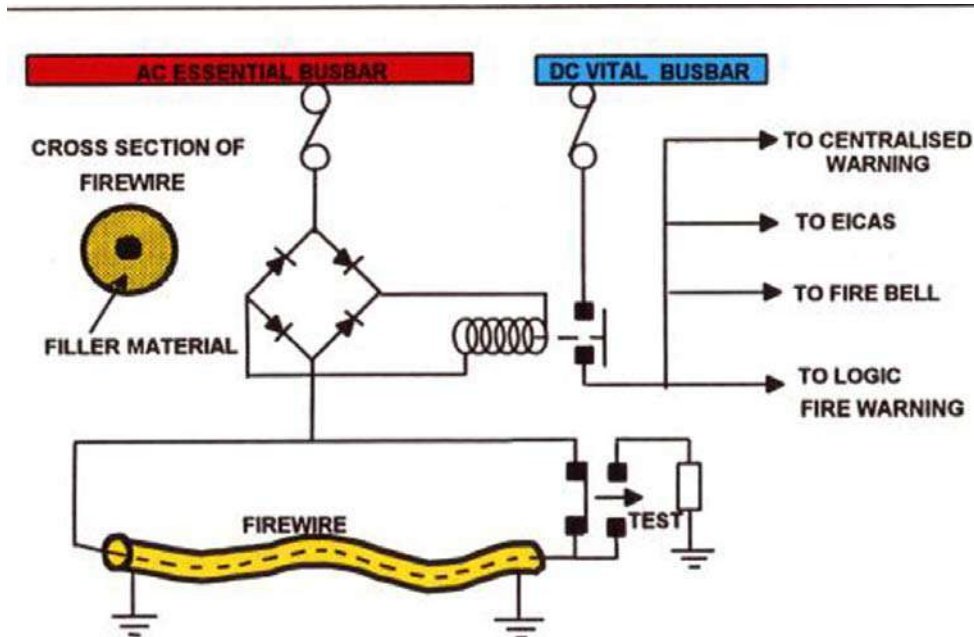 AC ESSENTIAL BUSBAR
DC VITAL BUSBAR
CROSS SECTION OF
FIREWIRE
FILLER MATERIAL
TO CENTRALISED
WARNING
TO EICAS
TO FIRE BELL
TO LOGIC
FIRE WARNING
TEST
FIREWIRE